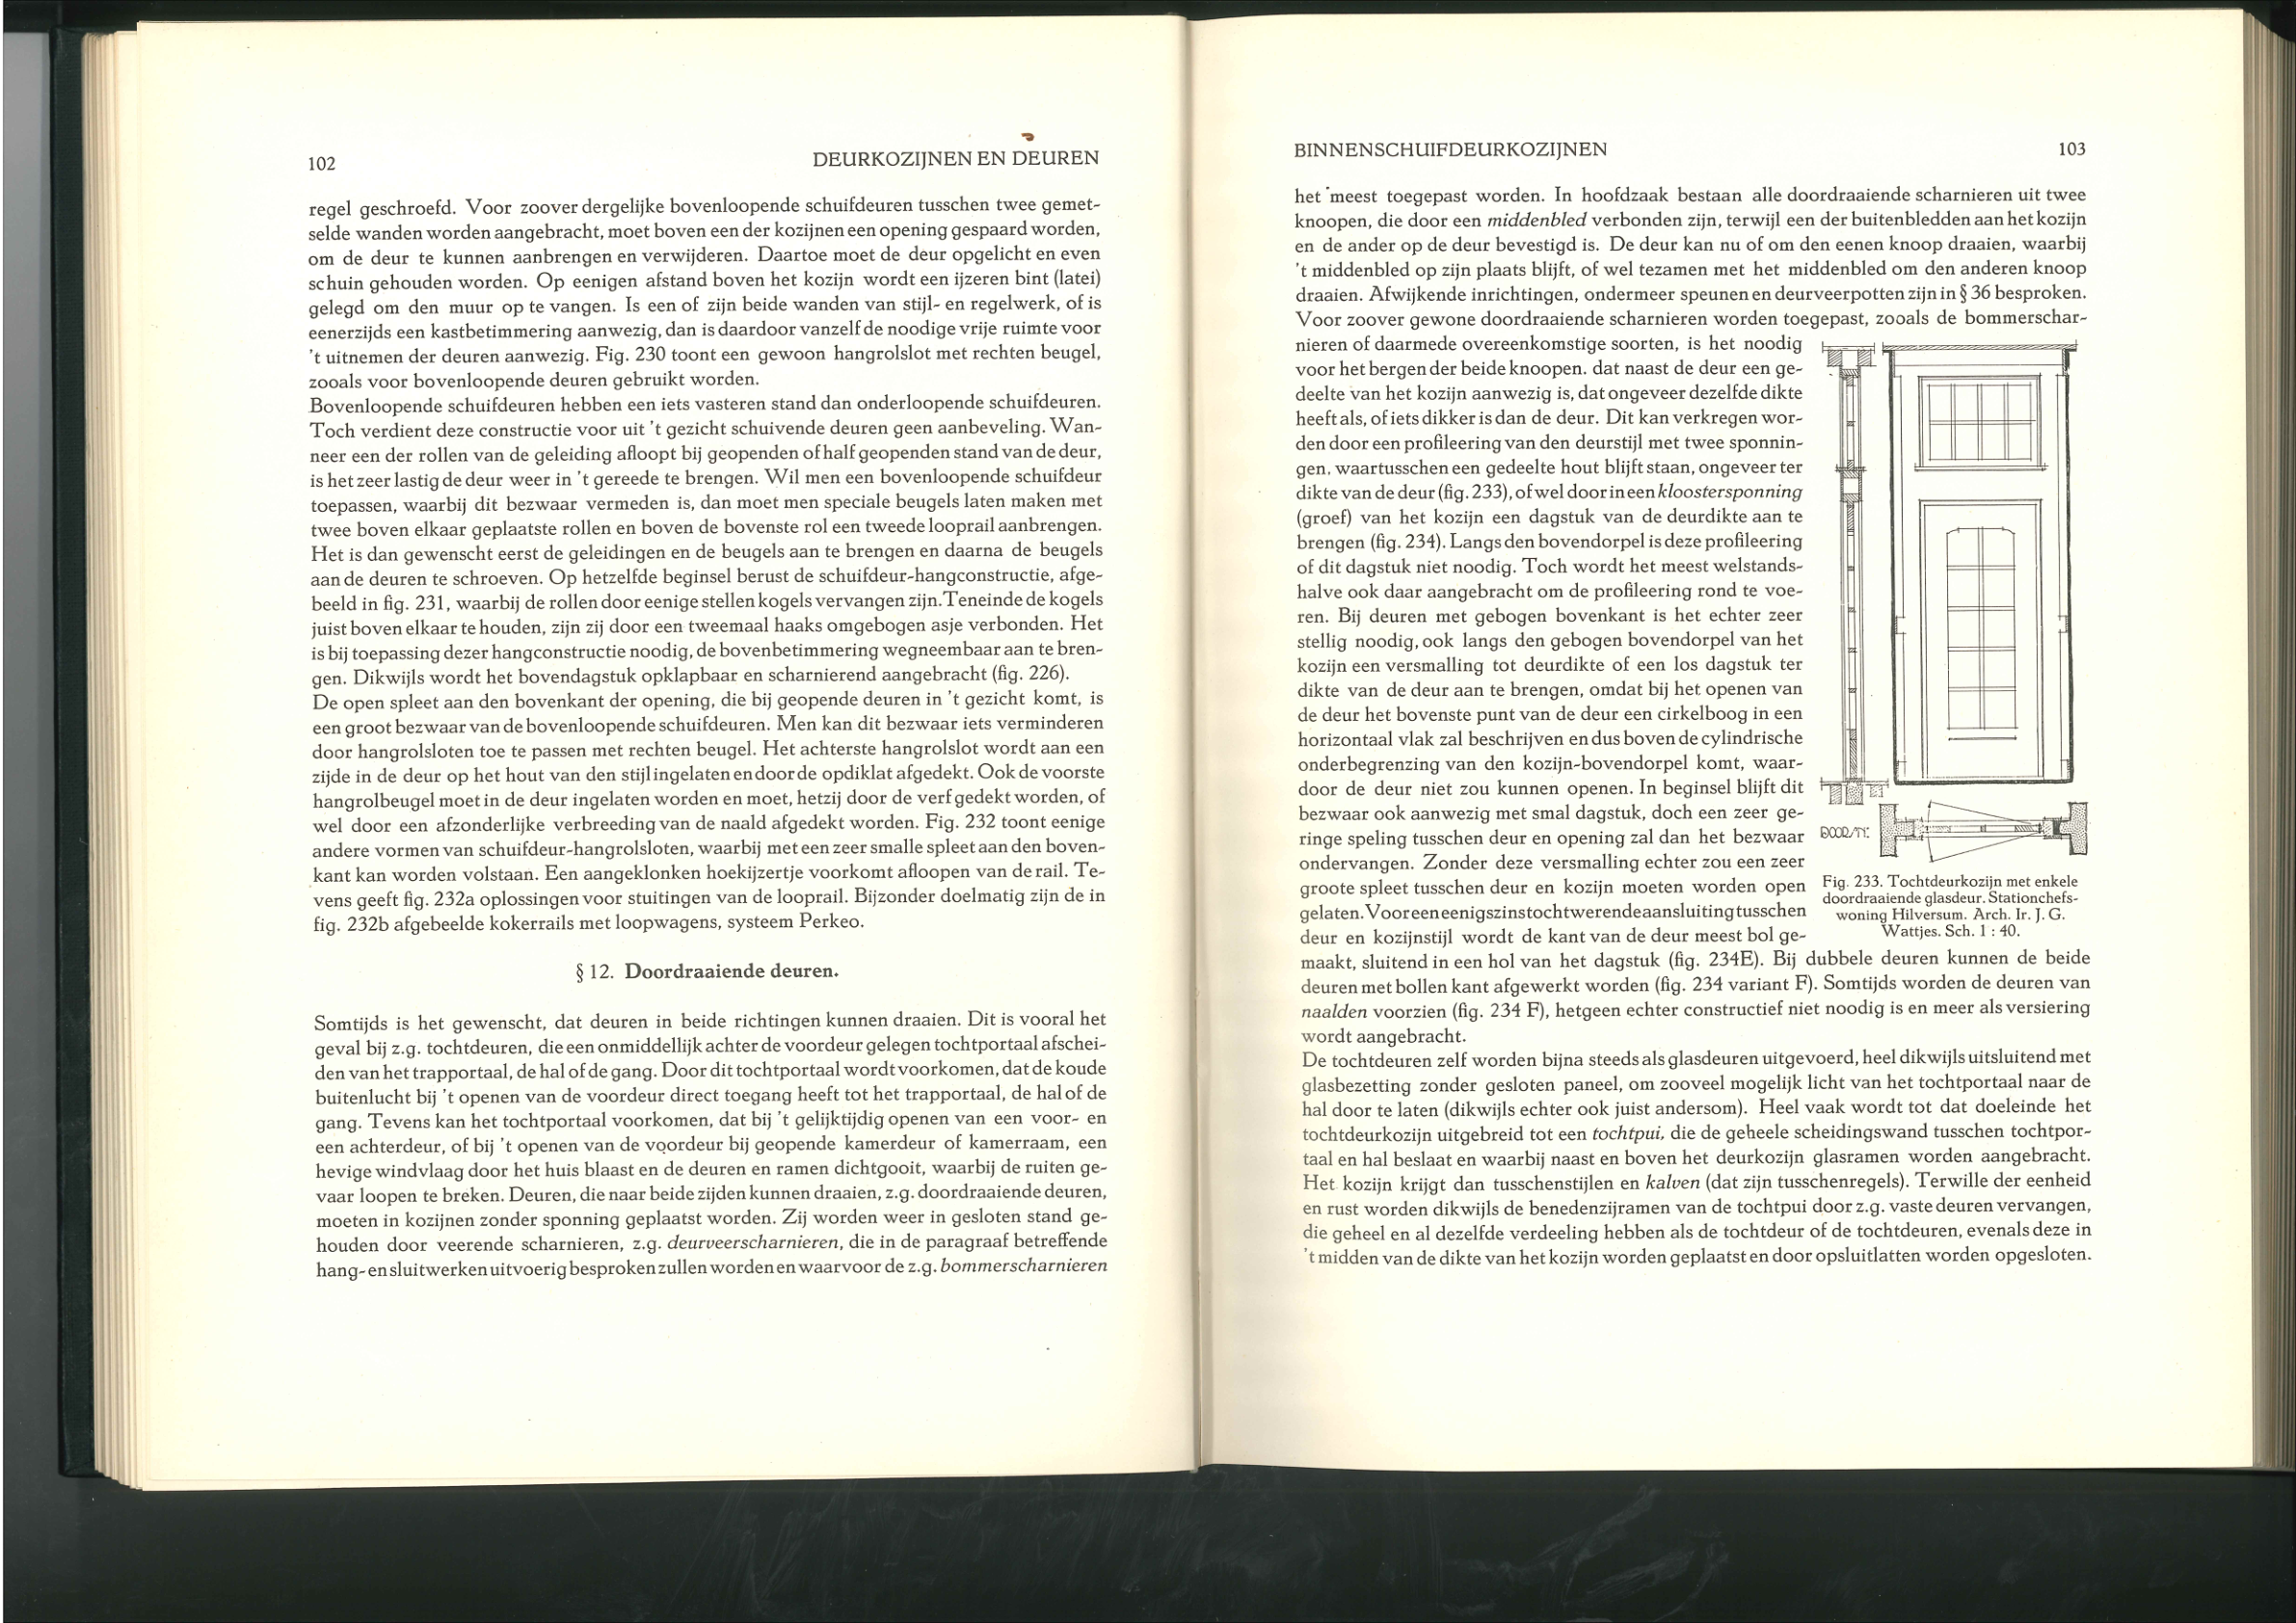 102
DEURKOZIJNEN EN DEUREN
regel geschroefd. Voor zoover dergelijke bovenloopende schuifdeuren tusschen twee gemet-
selde wanden worden aangebracht, moet boven een der kozijnen een opening gespaard worden,
om de deur te kunnen aanbrengen en verwijderen. Daartoe moet de deur opgelicht en even
schuin gehouden worden. Op eenigen afstand boven het kozijn wordt een ijzeren bint (latei)
gelegd om den muur op te vangen. Is een of zijn beide wanden van stijl- en regelwerk, of is
eenerzijds een kastbetimmering aanwezig, dan is daardoor vanzelf de noodige vrije ruimte voor
't uitnemen der deuren aanwezig. Fig. 230 toont een gewoon hangrolslot met rechten beugel,
zooals voor bovenloopende deuren gebruikt worden.
Bovenloopende schuifdeuren hebben een iets vasteren stand dan onderloopende schuifdeuren.
Toch verdient deze constructie voor uit 't gezicht schuivende deuren geen aanbeveling. Wan-
neer een der rollen van de geleiding afloopt bij geopenden of half geopenden stand van de deur,
is het zeer lastig de deur weer in 't gereede te brengen. Wil men een bovenloopende schuifdeur
toepassen, waarbij dit bezwaar vermeden is, dan moet men speciale beugels laten maken met
twee boven elkaar geplaatste rollen en boven de bovenste rol een tweede looprail aanbrengen.
Het is dan gewenscht eerst de geleidingen en de beugels aan te brengen en daarna de beugels
aan de deuren te schroeven. Op hetzelfde beginsel berust de schuifdeur-hangconstructie, afge-
beeld in fig. 231, waarbij de rollen door eenige stellen kogels vervangen zijn. Teneinde de kogels
juist boven elkaar te houden, zijn zij door een tweemaal haaks omgebogen asje verbonden. Het
is bij toepassing dezer hangconstructie noodig, de bovenbetimmering wegneembaar aan te bren-
gen. Dikwijls wordt het bovendagstuk opklapbaar en scharnierend aangebracht (fig. 226).
De open spleet aan den bovenkant der opening, die bij geopende deuren in 't gezicht komt, is
een groot bezwaar van de bovenloopende schuifdeuren. Men kan dit bezwaar iets verminderen
door hangrolsloten toe te passen met rechten beugel. Het achterste hangrolslot wordt aan een
zijde in de deur op het hout van den stijl ingelaten en door de opdiklat afgedekt. Ook de voorste
hangrolbeugel moet in de deur ingelaten worden en moet, hetzij door de verf gedekt worden, of
wel door een afzonderlijke verbreeding van de naald afgedekt worden. Fig. 232 toont eenige
andere vormen van schuifdeur-hangrolsloten, waarbij met een zeer smalle spleet aan den boven-
kant kan worden volstaan. Een aangeklonken hoekijzertje voorkomt afloopen van de rail. Te-
vens geeft fig. 232a oplossingen voor stuitingen van de looprail. Bijzonder doelmatig zijn de in
fig. 232b afgebeelde kokerrails met loopwagens, systeem Perkeo.
§ 12. Doordraaiende deuren.
Somtijds is het gewenscht, dat deuren in beide richtingen kunnen draaien. Dit is vooral het
geval bij z.g. tochtdeuren, die een onmiddellijk achter de voordeur gelegen tochtportaal afschei-
den van het trapportaal, de hal of de gang. Door dit tochtportaal wordt voorkomen, dat de koude
buitenlucht bij 't openen van de voordeur direct toegang heeft tot het trapportaal, de hal of de
gang. Tevens kan het tochtportaal voorkomen, dat bij 't gelijktijdig openen van een voor- en
een achterdeur, of bij 't openen van de voordeur bij geopende kamerdeur of kamerraam, een
hevige windvlaag door het huis blaast en de deuren en ramen dichtgooit, waarbij de ruiten ge-
vaar loopen te breken. Deuren, die naar beide zijden kunnen draaien, z.g. doordraaiende deuren,
moeten in kozijnen zonder sponning geplaatst worden. Zij worden weer in gesloten stand ge-
houden door veerende scharnieren, z.g. deurveerscharnieren, die in de paragraaf betreffende
hang- en sluitwerken uitvoerig besproken zullen worden en waarvoor de z.g. bommerscharnieren
BINNENSCHUIFDEURKOZIJNEN
103
het meest toegepast worden. In hoofdzaak bestaan alle doordraaiende scharnieren uit twee
knoopen, die door een middenbled verbonden zijn, terwijl een der buitenbledden aan het kozijn
en de ander op de deur bevestigd is. De deur kan nu of om den eenen knoop draaien, waarbij
't middenbled op zijn plaats blijft, of wel tezamen met het middenbled om den anderen knoop
draaien. Afwijkende inrichtingen, ondermeer speunen en deurveerpotten zijn in § 36 besproken.
Voor zoover gewone doordraaiende scharnieren worden toegepast, zooals de bommerschar-
nieren of daarmede overeenkomstige soorten, is het noodig
voor het bergen der beide knoopen. dat naast de deur een ge-
deelte van het kozijn aanwezig is, dat ongeveer dezelfde dikte
heeft als, of iets dikker is dan de deur. Dit kan verkregen wor-
den door een profileering van den deurstijl met twee sponnin-
gen, waartusschen een gedeelte hout blijft staan, ongeveer ter
dikte van de deur (fig. 233), of wel door in een kloostersponning
(groef) van het kozijn een dagstuk van de deurdikte aan te
brengen (fig. 234). Langs den bovendorpel is deze profileering
of dit dagstuk niet noodig. Toch wordt het meest welstands-
halve ook daar aangebracht om de profileering rond te voe-
ren. Bij deuren met gebogen bovenkant is het echter zeer
stellig noodig, ook langs den gebogen bovendorpel van het
kozijn een versmalling tot deurdikte of een los dagstuk ter
dikte van de deur aan te brengen, omdat bij het openen van
de deur het bovenste punt van de deur een cirkelboog in een
horizontaal vlak zal beschrijven en dus boven de cylindrische
onderbegrenzing van den kozijn-bovendorpel komt, waar-
door de deur niet zou kunnen openen. In beginsel blijft dit
bezwaar ook aanwezig met smal dagstuk, doch een zeer ge-
ringe speling tusschen deur en opening zal dan het bezwaar
ondervangen. Zonder deze versmalling echter zou een zeer
groote spleet tusschen deur en kozijn moeten worden open
gelaten. Voor een eenigszins tochtwerende aansluiting tusschen
deur en kozijnstijl wordt de kant van de deur meest bol ge-
maakt, sluitend in een hol van het dagstuk (fig. 234E). Bij dubbele deuren kunnen de beide
deuren met bollen kant afgewerkt worden (fig. 234 variant F). Somtijds worden de deuren van
naalden voorzien (fig. 234 F), hetgeen echter constructief niet noodig is en meer als versiering
wordt aangebracht.
De tochtdeuren zelf worden bijna steeds als glasdeuren uitgevoerd, heel dikwijls uitsluitend met
glasbezetting zonder gesloten paneel, om zooveel mogelijk licht van het tochtportaal naar de
hal door te laten (dikwijls echter ook juist andersom). Heel vaak wordt tot dat doeleinde het
tochtdeurkozijn uitgebreid tot een tochtpui, die de geheele scheidingswand tusschen tochtpor-
taal en hal beslaat en waarbij naast en boven het deurkozijn glasramen worden aangebracht.
Het kozijn krijgt dan tusschenstijlen en kalven (dat zijn tusschenregels). Terwille der eenheid
en rust worden dikwijls de benedenzijramen van de tochtpui door z.g. vaste deuren vervangen,
die geheel en al dezelfde verdeeling hebben als de tochtdeur of de tochtdeuren, evenals deze in
't midden van de dikte van het kozijn worden geplaatst en door opsluitlatten worden opgesloten.
Fig. 233. Tochtdeurkozijn met enkele
doordraaiende glasdeur. Stationchefs-
woning Hilversum. Arch. Ir. J. G.
Wattjes. Sch. 1 : 40.